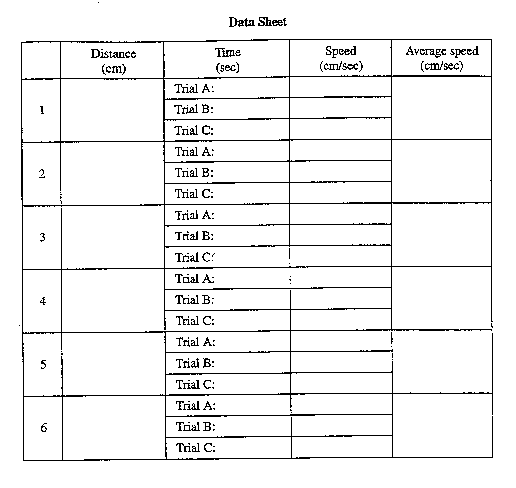 Data Sheet
Distance (cm) Time (sec) Speed (cm/sec) Average speed (cm/sec)
1
Trial A:
Trial B:
Trial C:
2
Trial A:
Trial B:
Trial C:
3
Trial A:
Trial B:
Trial C:
4
Trial A:
Trial B:
Trial C:
5
Trial A:
Trial B:
Trial C:
6
Trial A:
Trial B:
Trial C: